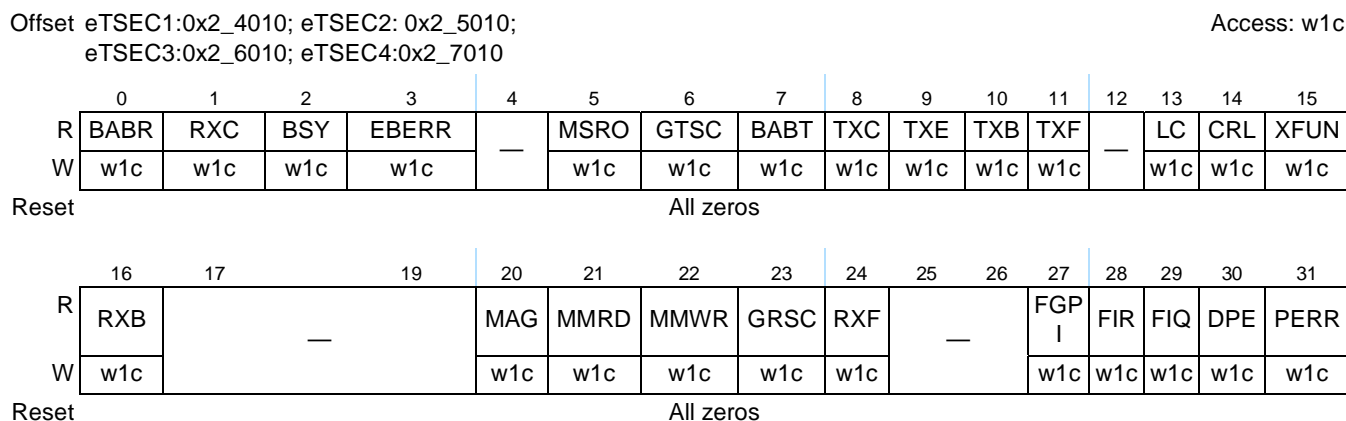 Offset eTSEC1:0x2_4010; eTSEC2: 0x2_5010; Access: w1c
eTSEC3:0x2_6010; eTSEC4:0x2_7010
0 1 2 3 4 5 6 7 8 9 10 11 12 13 14 15
R BABR RXC BSY EBERR — MSRO GTSC BABT TXC TXE TXB TXF — LC CRL XFUN
W w1c w1c w1c w1c w1c w1c w1c w1c w1c w1c w1c w1c w1c w1c
Reset All zeros
16 17 19 20 21 22 23 24 25 26 27 28 29 30 31
R RXB — MAG MMRD MMWR GRSC RXF — FGP
I FIR FIQ DPE PERR
W w1c w1c w1c w1c w1c w1c w1c w1c w1c w1c w1c
Reset All zeros